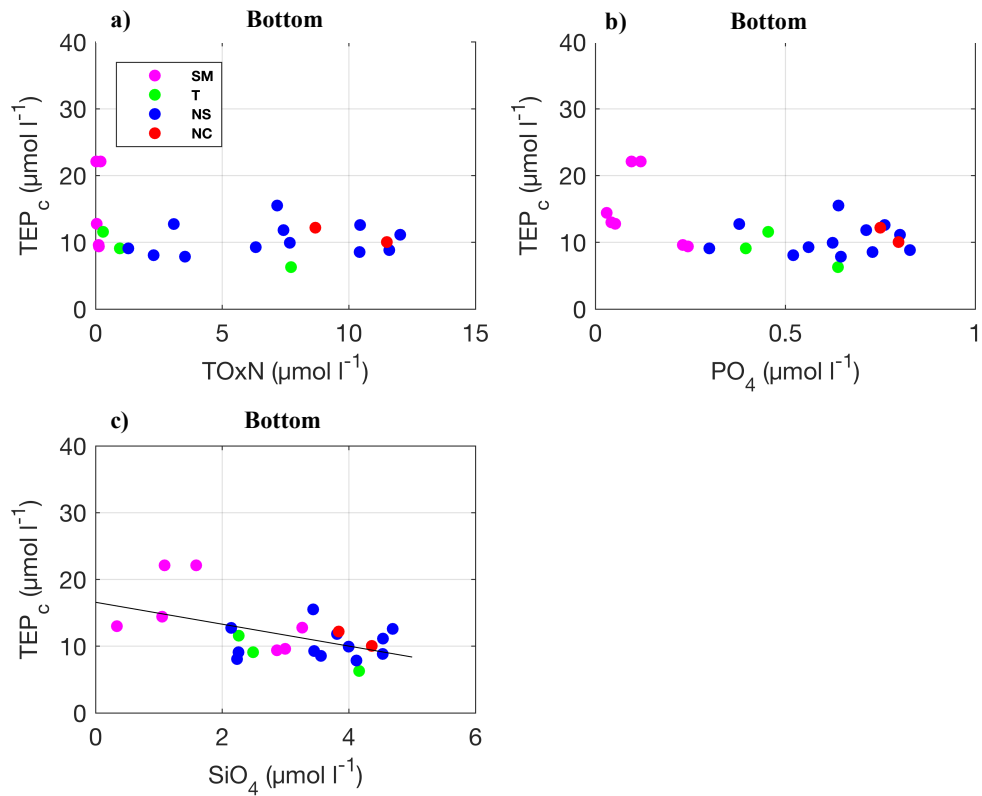 a) Bottom
40
30
20
10
0
TEPc (µmol l⁻¹)
SM
T
NS
NC
0 5 10 15
TOxN (µmol l⁻¹)
b) Bottom
40
30
20
10
0
TEPc (µmol l⁻¹)
0 0.5 1
PO₄ (µmol l⁻¹)
c) Bottom
40
30
20
10
0
TEPc (µmol l⁻¹)
0 2 4 6
SiO₄ (µmol l⁻¹)